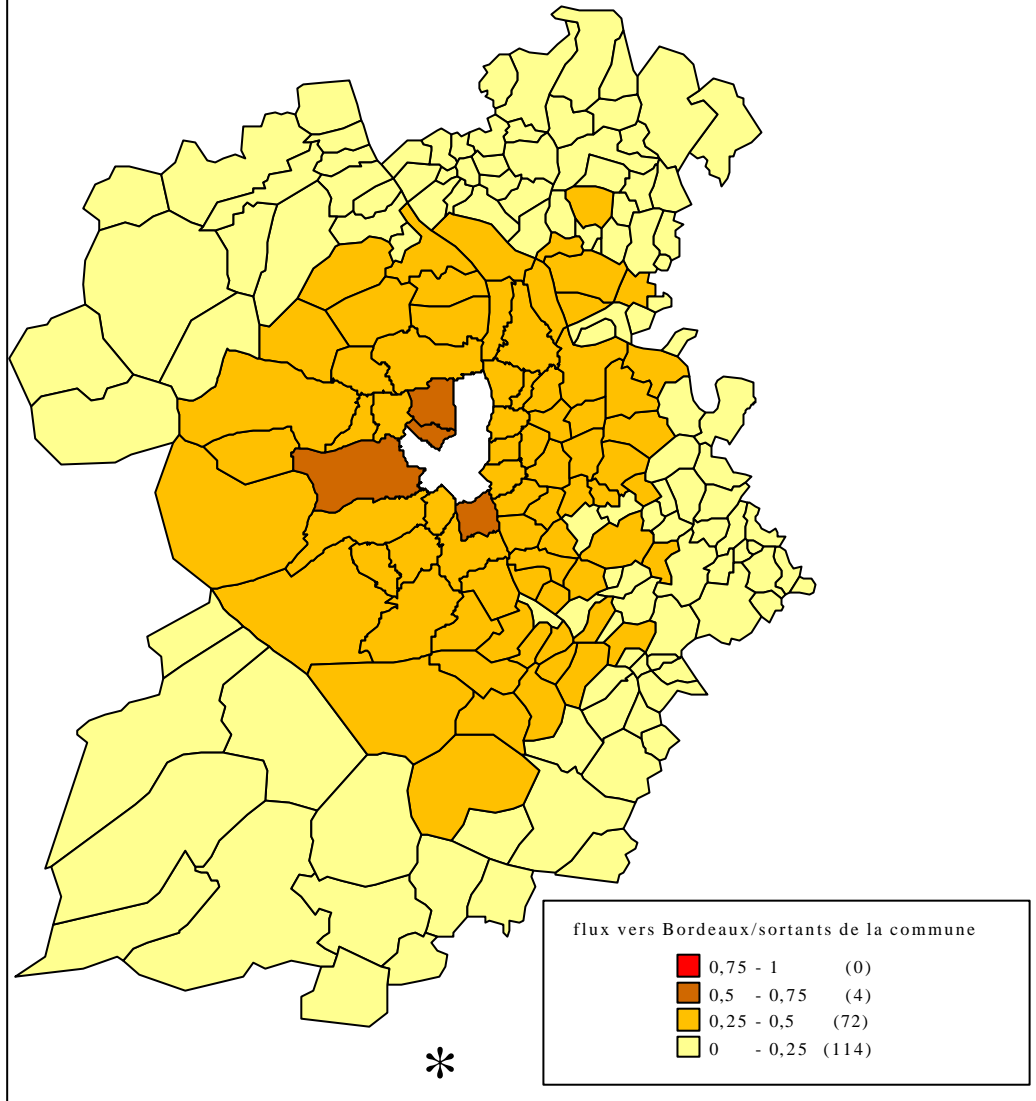 flux vers Bordeaux/sortants de la commune
0,75 - 1 (0)
0,5 - 0,75 (4)
0,25 - 0,5 (72)
0 - 0,25 (114)
*